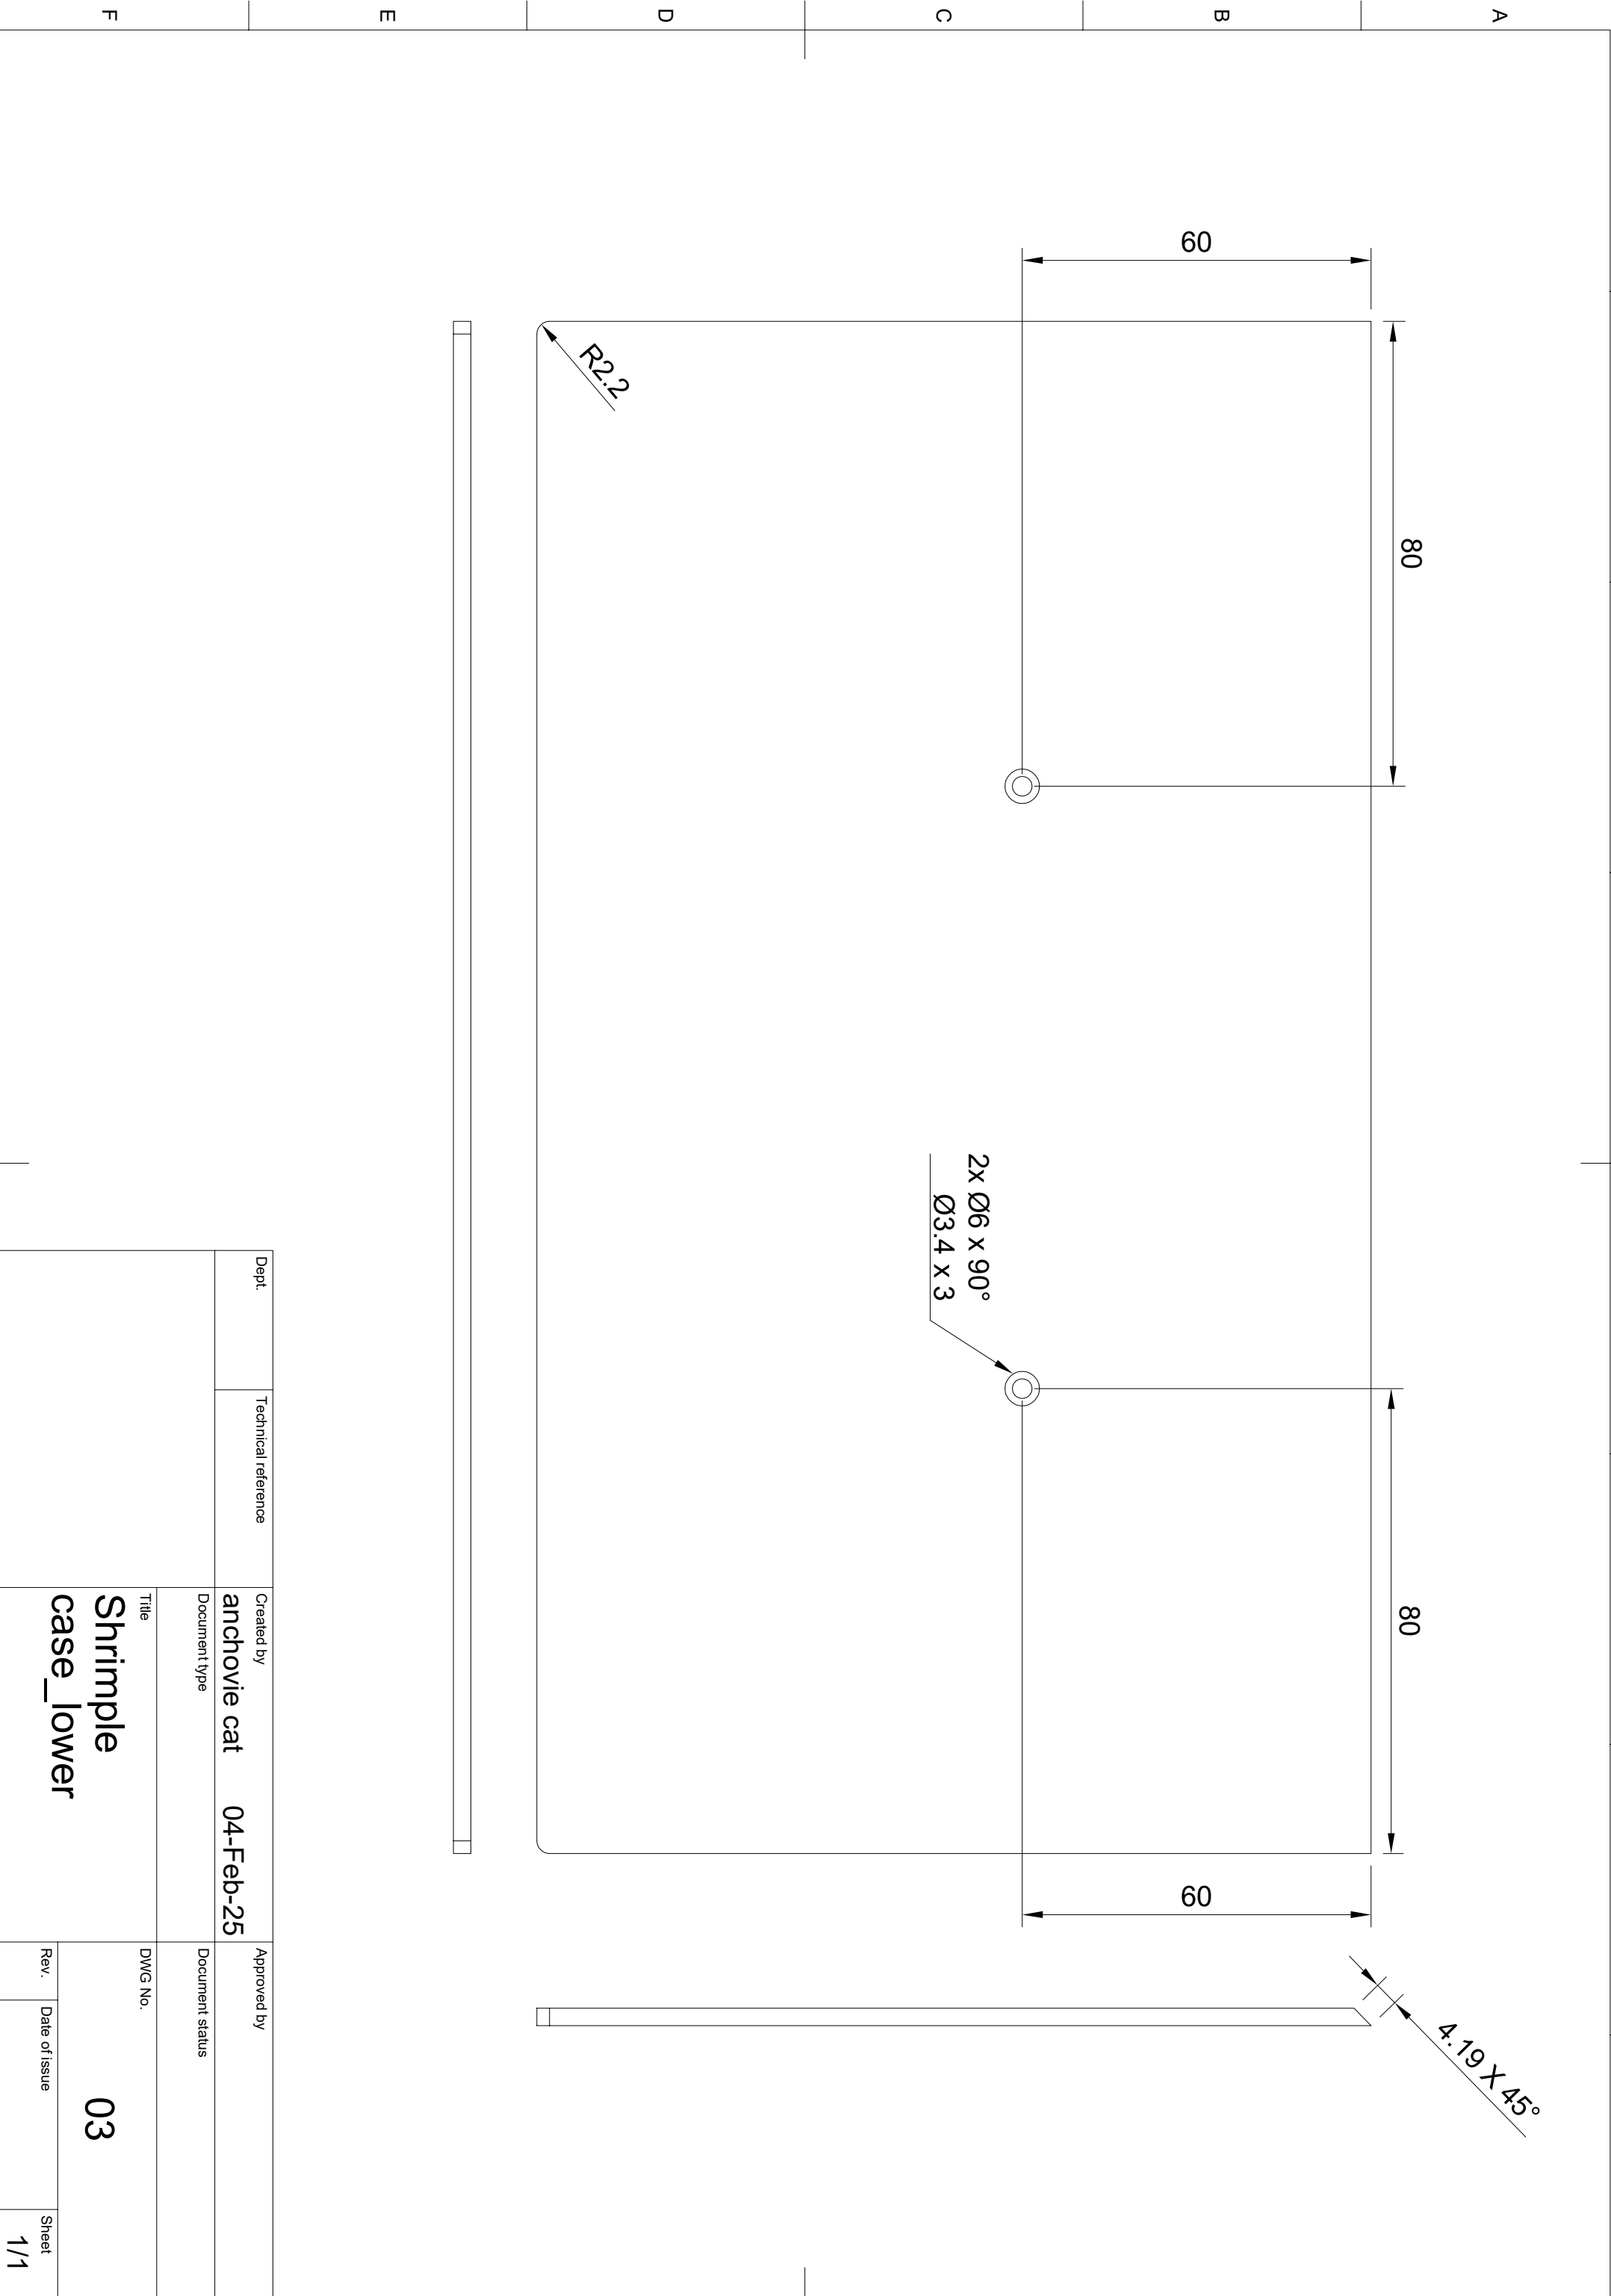 A
B
C
D
E
F
80
80
60
60
4.19 X 45°
2x Ø6 x 90°
Ø3.4 x 3
R2.2
Dept.
Technical reference
Created by
anchovie cat 04-Feb-25
Approved by
Document type
Document status
Title
Shrimple
case_lower
DWG No.
03
Rev.
Date of issue
Sheet
1/1